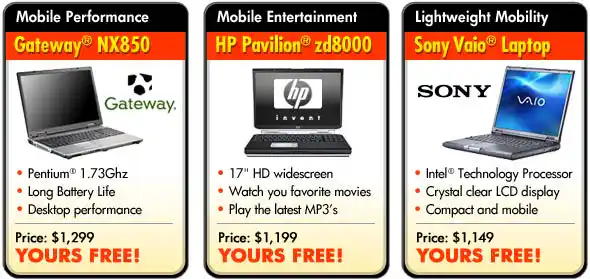 Mobile Performance
Gateway® NX850
Gateway.
• Pentium® 1.73Ghz
• Long Battery Life
• Desktop performance
Price: $1,299
YOURS FREE!
Mobile Entertainment
HP Pavilion® zd8000
hp
invent
• 17" HD widescreen
• Watch you favorite movies
• Play the latest MP3's
Price: $1,199
YOURS FREE!
Lightweight Mobility
Sony Vaio® Laptop
SONY
VAIO
• Intel® Technology Processor
• Crystal clear LCD display
• Compact and mobile
Price: $1,149
YOURS FREE!